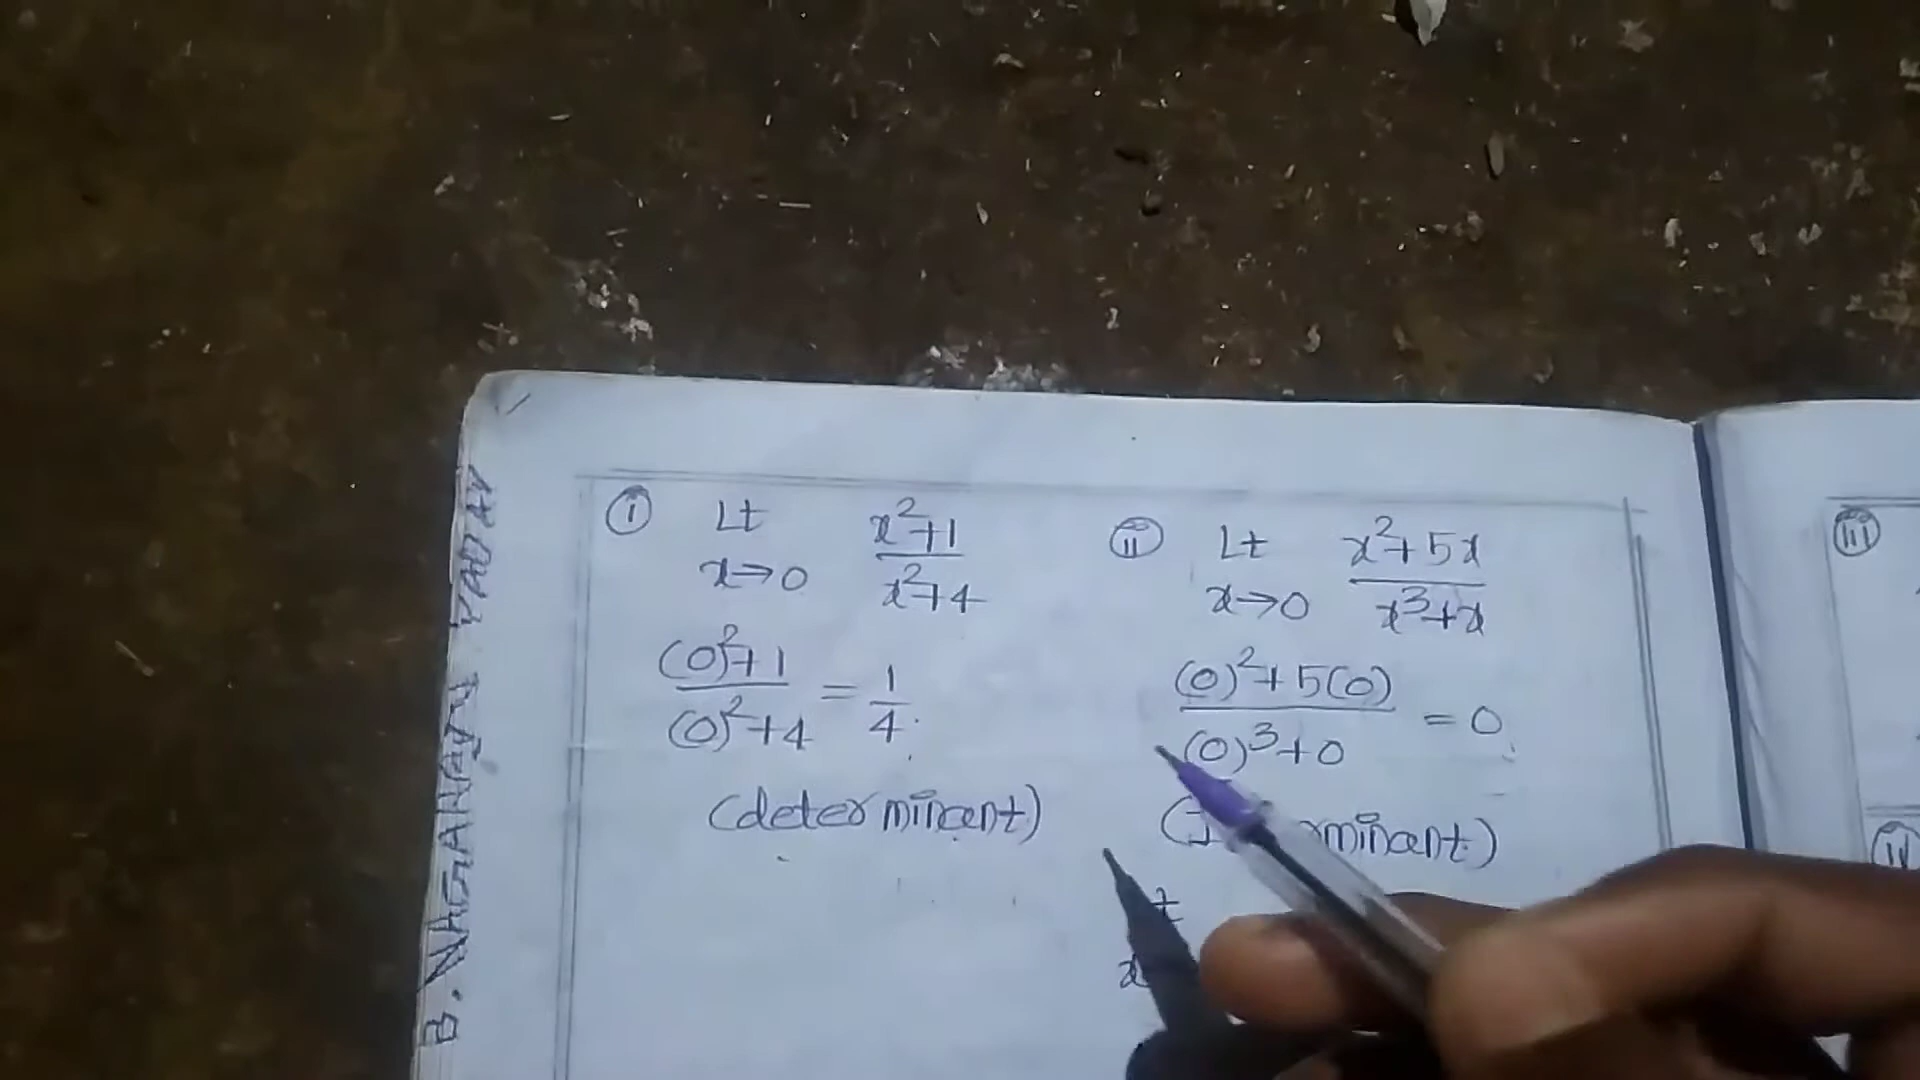 B. NAGARAJU YADAV
i Lt x²+1
x→0 x²+4
(0)²+1 = 1
(0)²+4 4
(determinant)
ii Lt x²+5x
x→0 x³+x
(0)²+5(0) = 0
(0)³+0
iii
iv